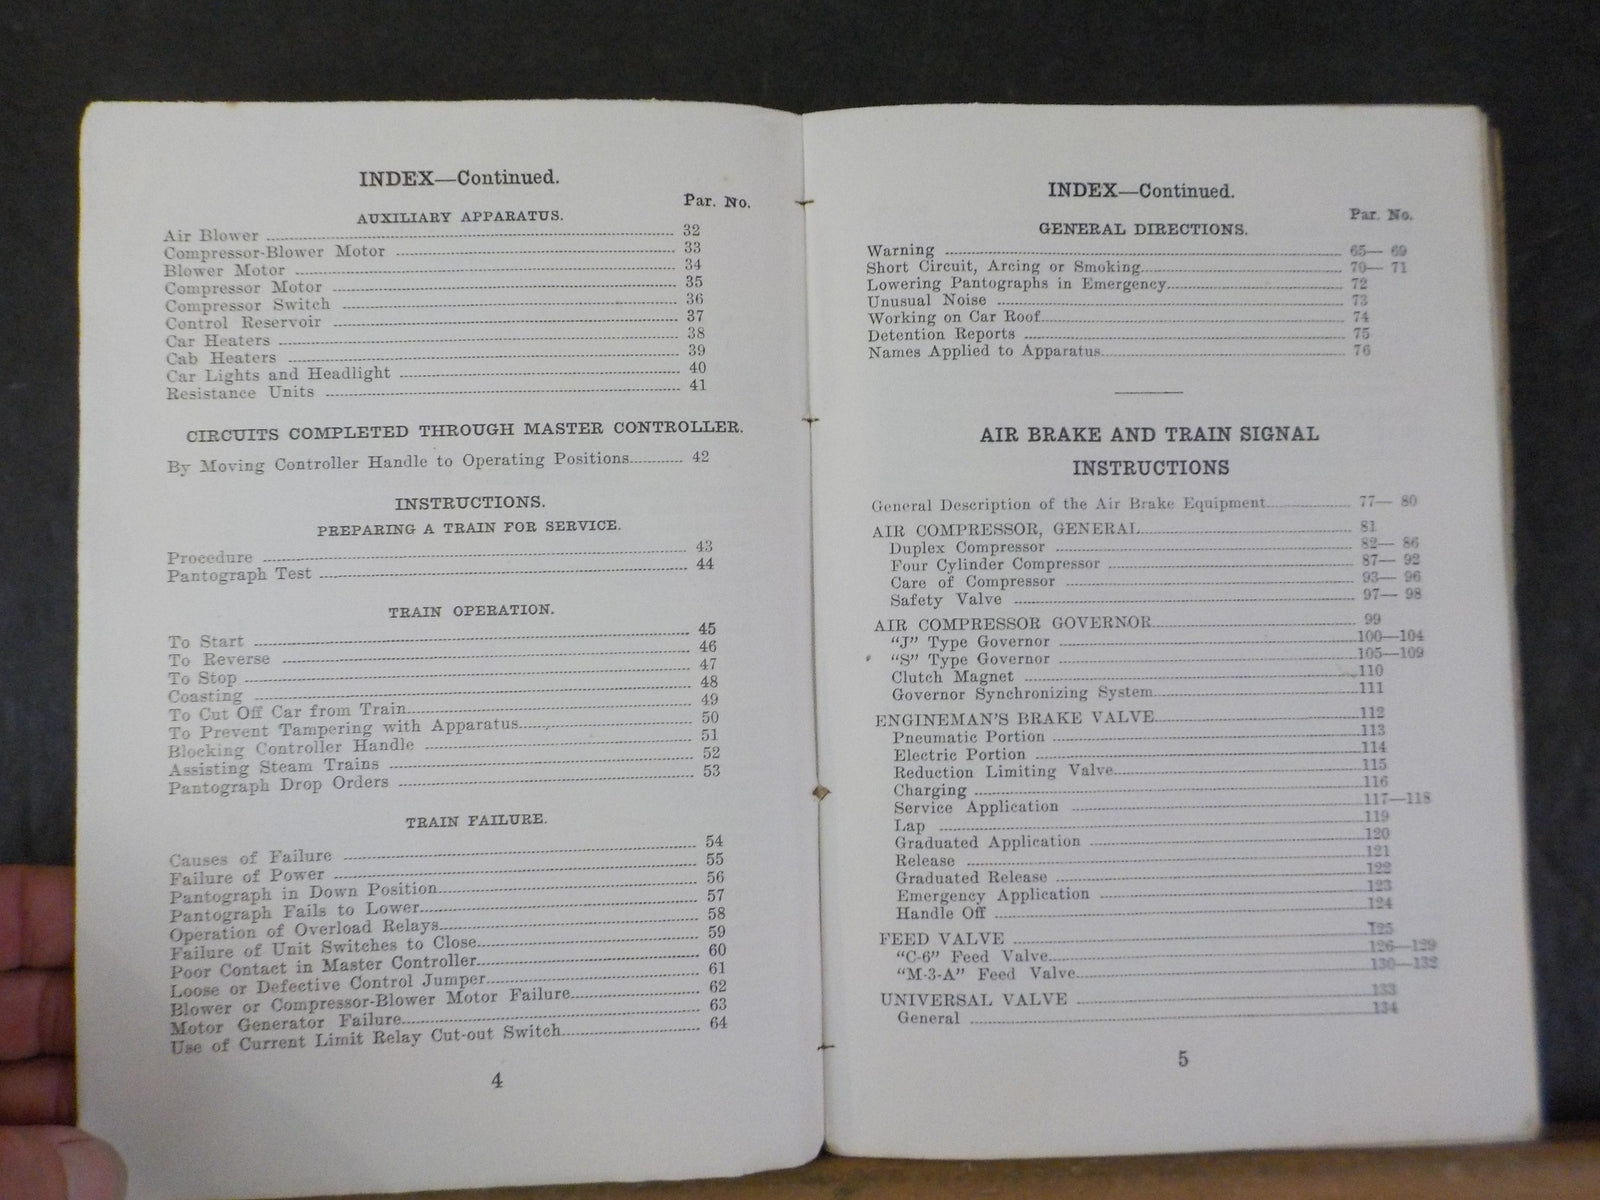 INDEX—Continued.
Par. No.
AUXILIARY APPARATUS.
Air Blower 32
Compressor-Blower Motor 33
Blower Motor 34
Compressor Motor 35
Compressor Switch 36
Control Reservoir 37
Car Heaters 38
Cab Heaters 39
Car Lights and Headlight 40
Resistance Units 41
CIRCUITS COMPLETED THROUGH MASTER CONTROLLER.
By Moving Controller Handle to Operating Positions 42
INSTRUCTIONS.
PREPARING A TRAIN FOR SERVICE.
Procedure 43
Pantograph Test 44
TRAIN OPERATION.
To Start 45
To Reverse 46
To Stop 47
Coasting 48
To Cut Off Car from Train 49
To Prevent Tampering with Apparatus 50
Blocking Controller Handle 51
Assisting Steam Trains 52
Pantograph Drop Orders 53
TRAIN FAILURE.
Causes of Failure 54
Failure of Power 55
Pantograph in Down Position 56
Pantograph Fails to Lower 57
Operation of Overload Relays 58
Failure of Unit Switches to Close 59
Poor Contact in Master Controller 60
Loose or Defective Control Jumper 61
Blower or Compressor-Blower Motor Failure 62
Motor Generator Failure 63
Use of Current Limit Relay Cut-out Switch 64
4
INDEX—Continued.
Par. No.
GENERAL DIRECTIONS.
Warning 65— 69
Short Circuit, Arcing or Smoking 70— 71
Lowering Pantographs in Emergency 72
Unusual Noise 73
Working on Car Roof 74
Detention Reports 75
Names Applied to Apparatus 76
AIR BRAKE AND TRAIN SIGNAL
INSTRUCTIONS
General Description of the Air Brake Equipment 77— 80
AIR COMPRESSOR, GENERAL 81
Duplex Compressor 82— 86
Four Cylinder Compressor 87— 92
Care of Compressor 93— 96
Safety Valve 97— 98
AIR COMPRESSOR GOVERNOR 99
"J" Type Governor 100—104
"S" Type Governor 105—109
Clutch Magnet 110
Governor Synchronizing System 111
ENGINEMAN'S BRAKE VALVE 112
Pneumatic Portion 113
Electric Portion 114
Reduction Limiting Valve 115
Charging 116
Service Application 117—118
Lap 119
Graduated Application 120
Release 121
Graduated Release 122
Emergency Application 123
Handle Off 124
FEED VALVE 125
"C-6" Feed Valve 126—129
"M-3-A" Feed Valve 130—132
UNIVERSAL VALVE 133
General 134
5